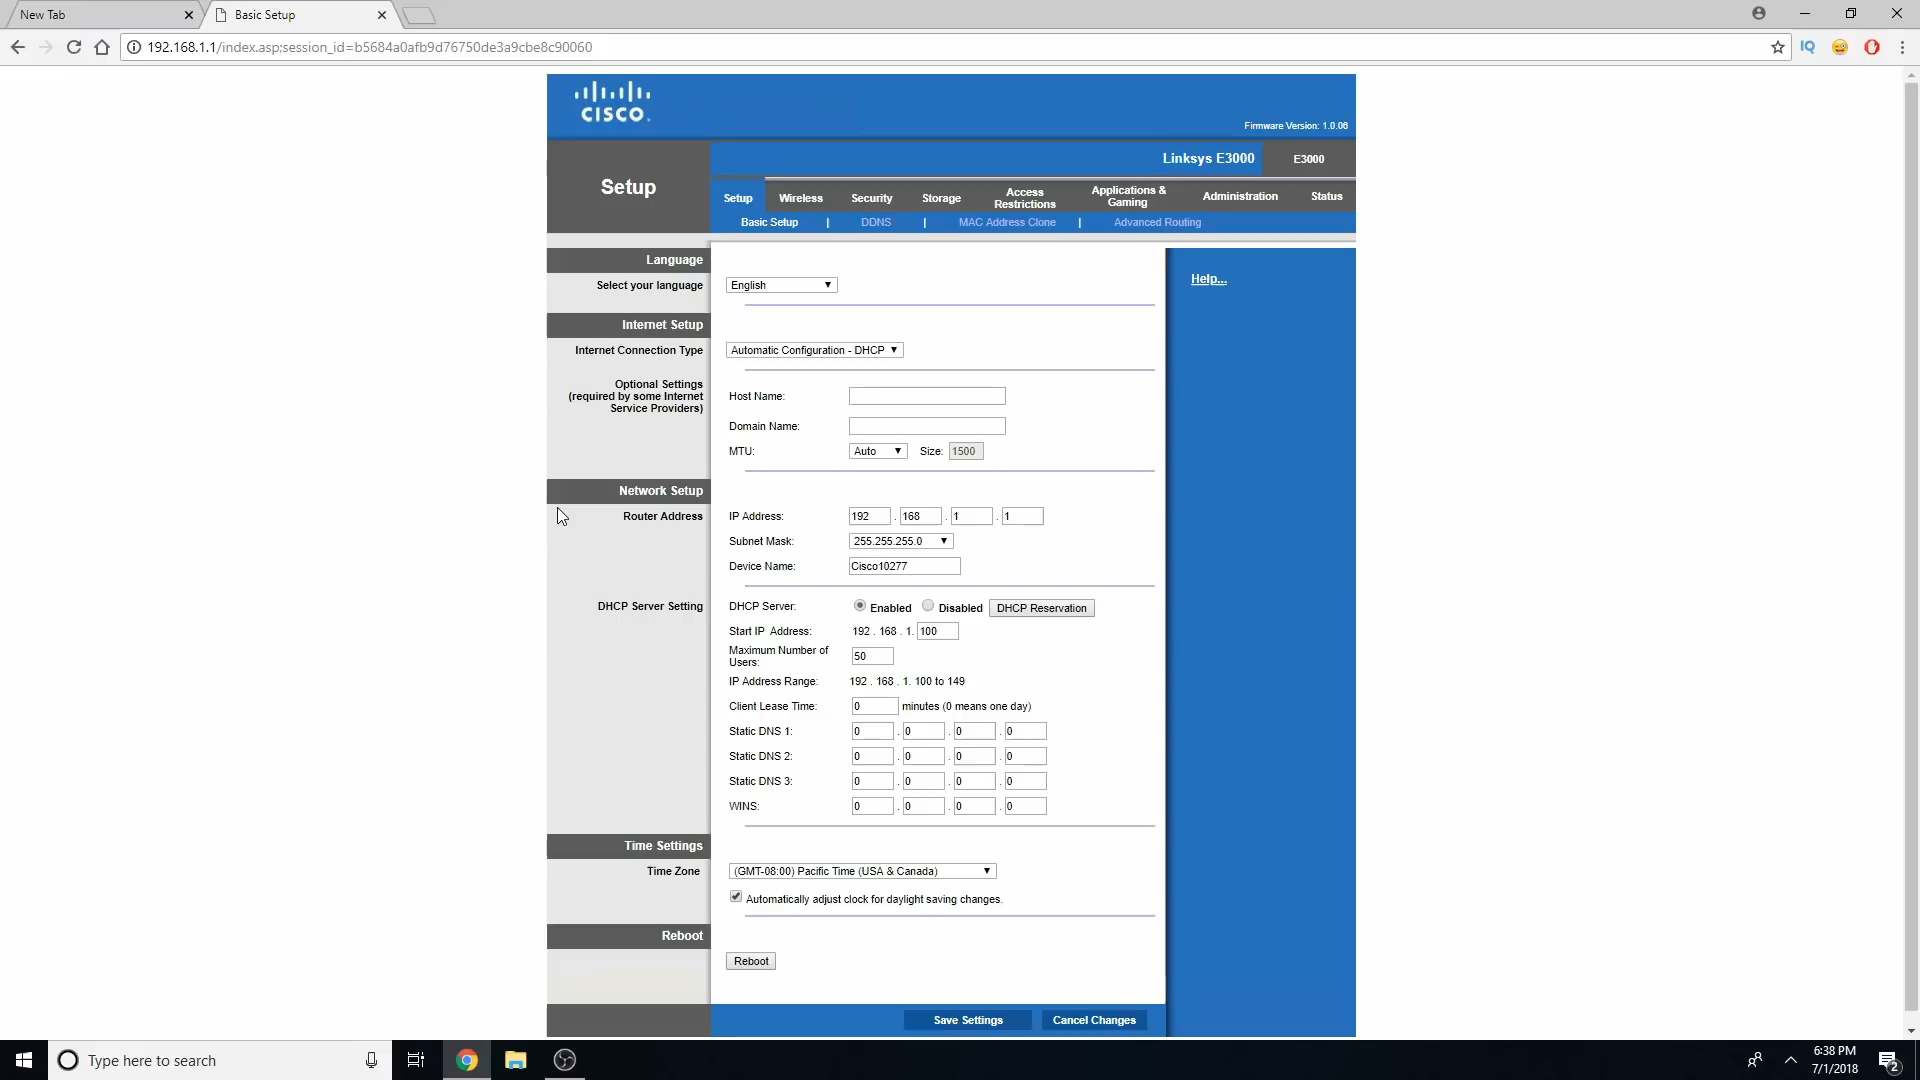 New Tab
Basic Setup
192.168.1.1/index.asp;session_id=b5684a0afb9d76750de3a9cbe8c90060
IQ
CISCO.
Firmware Version: 1.0.06
Linksys E3000
E3000
Setup
Setup
Wireless
Security
Storage
Access
Restrictions
Applications &
Gaming
Administration
Status
Basic Setup | DDNS | MAC Address Clone | Advanced Routing
Language
Select your language
English
Help...
Internet Setup
Internet Connection Type
Automatic Configuration - DHCP
Optional Settings
(required by some Internet
Service Providers)
Host Name:
Domain Name:
MTU: Auto Size: 1500
Network Setup
Router Address
IP Address: 192 . 168 . 1 . 1
Subnet Mask: 255.255.255.0
Device Name: Cisco10277
DHCP Server Setting
DHCP Server: Enabled Disabled DHCP Reservation
Start IP Address: 192 . 168 . 1. 100
Maximum Number of
Users: 50
IP Address Range: 192 . 168 . 1. 100 to 149
Client Lease Time: 0 minutes (0 means one day)
Static DNS 1: 0 . 0 . 0 . 0
Static DNS 2: 0 . 0 . 0 . 0
Static DNS 3: 0 . 0 . 0 . 0
WINS: 0 . 0 . 0 . 0
Time Settings
Time Zone
(GMT-08:00) Pacific Time (USA & Canada)
Automatically adjust clock for daylight saving changes.
Reboot
Reboot
Save Settings
Cancel Changes
Type here to search
6:38 PM
7/1/2018
2